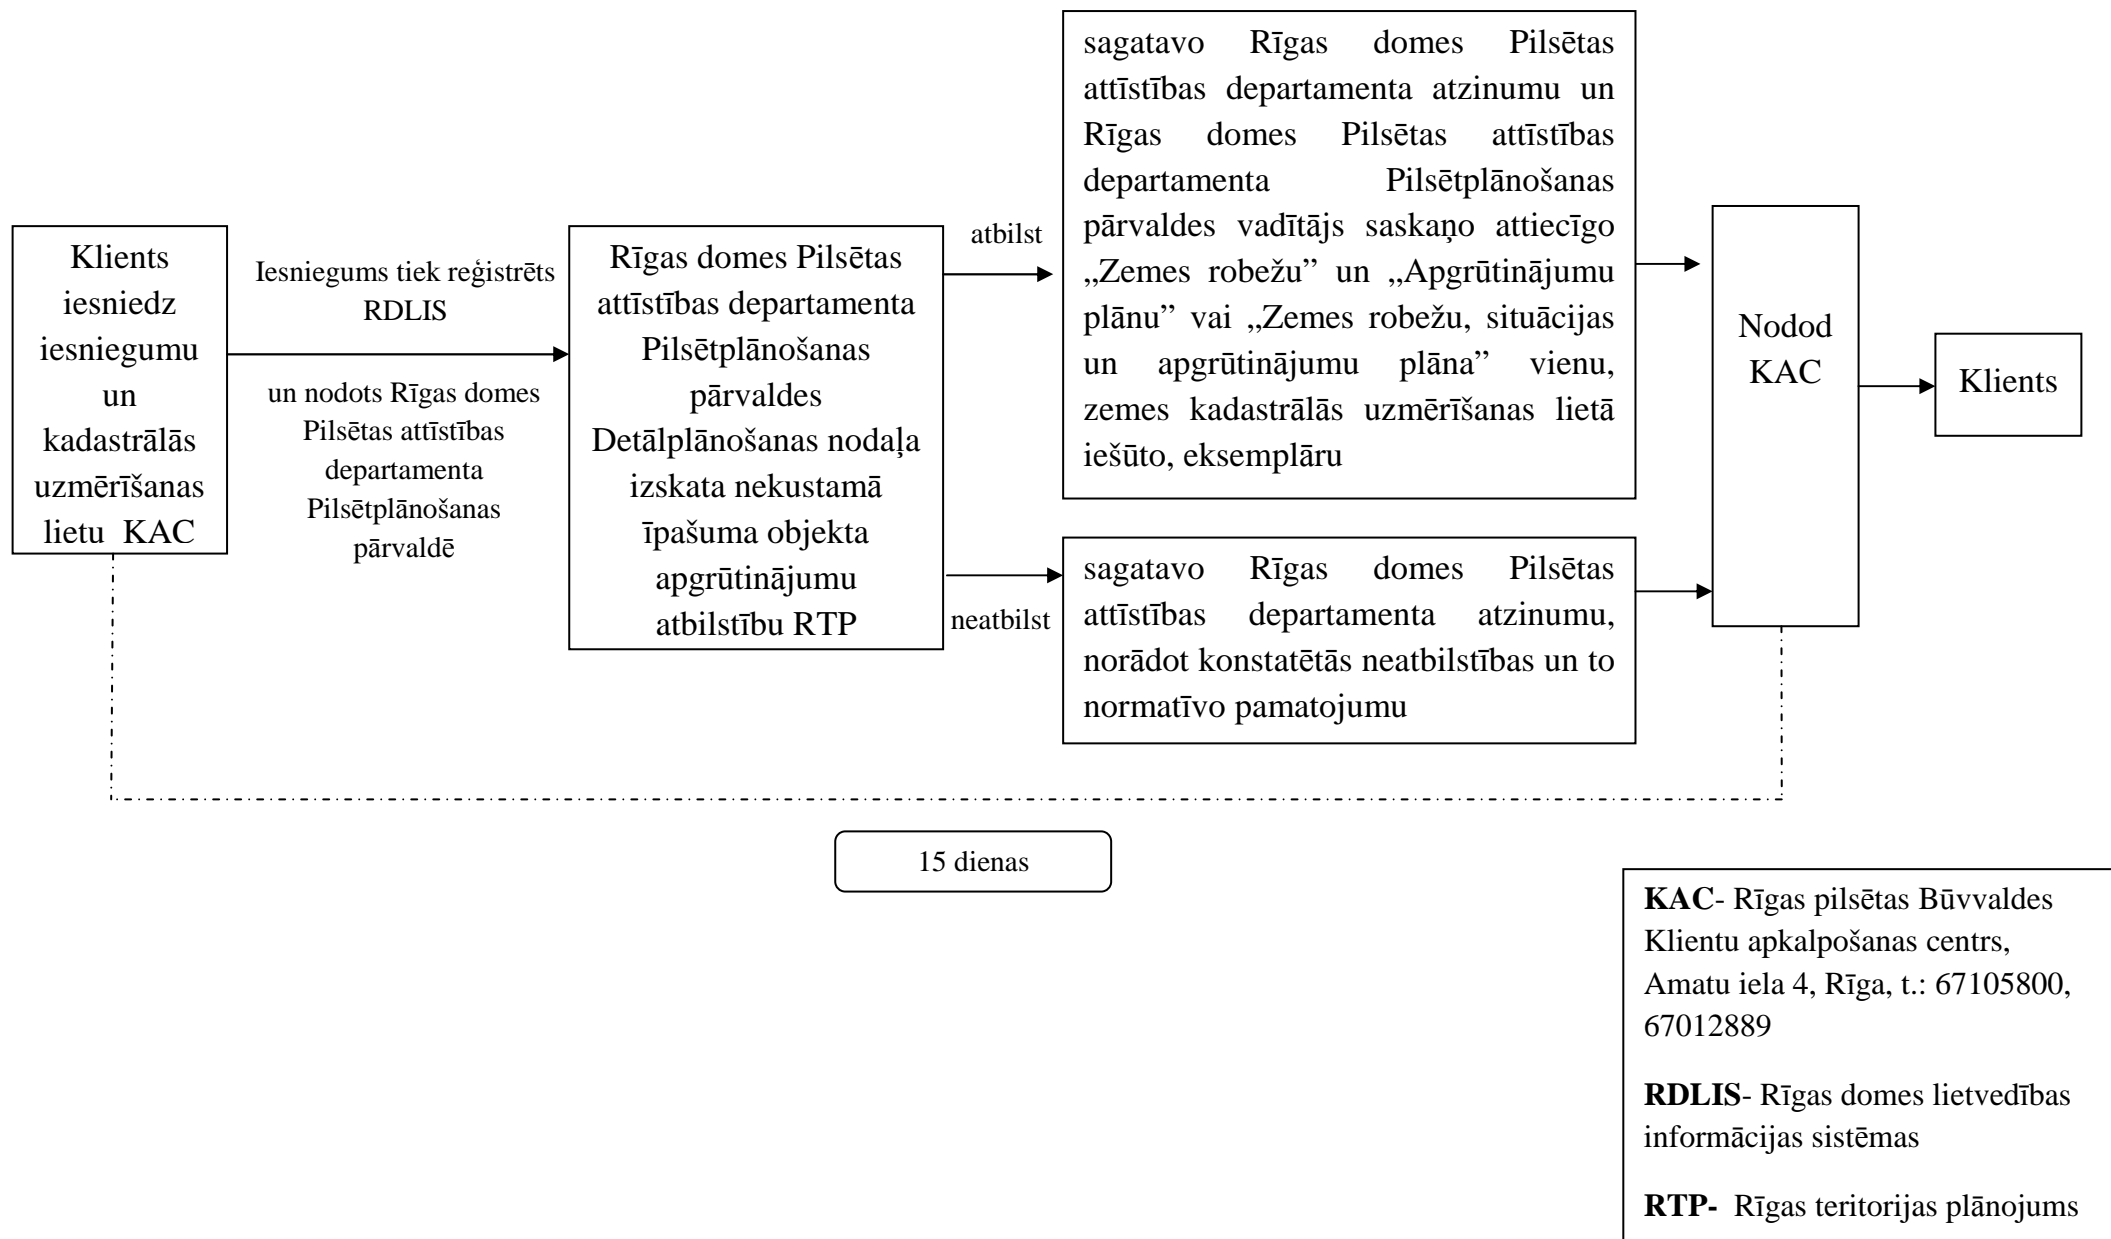 Klients
iesniedz
iesniegumu
un
kadastrālās
uzmērīšanas
lietu KAC
Iesniegums tiek reģistrēts
RDLIS
un nodots Rīgas domes
Pilsētas attīstības
departamenta
Pilsētplānošanas
pārvaldē
Rīgas domes Pilsētas
attīstības departamenta
Pilsētplānošanas
pārvaldes
Detālplānošanas nodaļa
izskata nekustamā
īpašuma objekta
apgrūtinājumu
atbilstību RTP
atbilst
sagatavo Rīgas domes Pilsētas
attīstības departamenta atzinumu un
Rīgas domes Pilsētas attīstības
departamenta Pilsētplānošanas
pārvaldes vadītājs saskaņo attiecīgo
„Zemes robežu” un „Apgrūtinājumu
plānu” vai „Zemes robežu, situācijas
un apgrūtinājumu plāna” vienu,
zemes kadastrālās uzmērīšanas lietā
iešūto, eksemplāru
neatbilst
sagatavo Rīgas domes Pilsētas
attīstības departamenta atzinumu,
norādot konstatētās neatbilstības un to
normatīvo pamatojumu
Nodod
KAC
Klients
15 dienas
KAC- Rīgas pilsētas Būvvaldes
Klientu apkalpošanas centrs,
Amatu iela 4, Rīga, t.: 67105800,
67012889
RDLIS- Rīgas domes lietvedības
informācijas sistēmas
RTP- Rīgas teritorijas plānojums